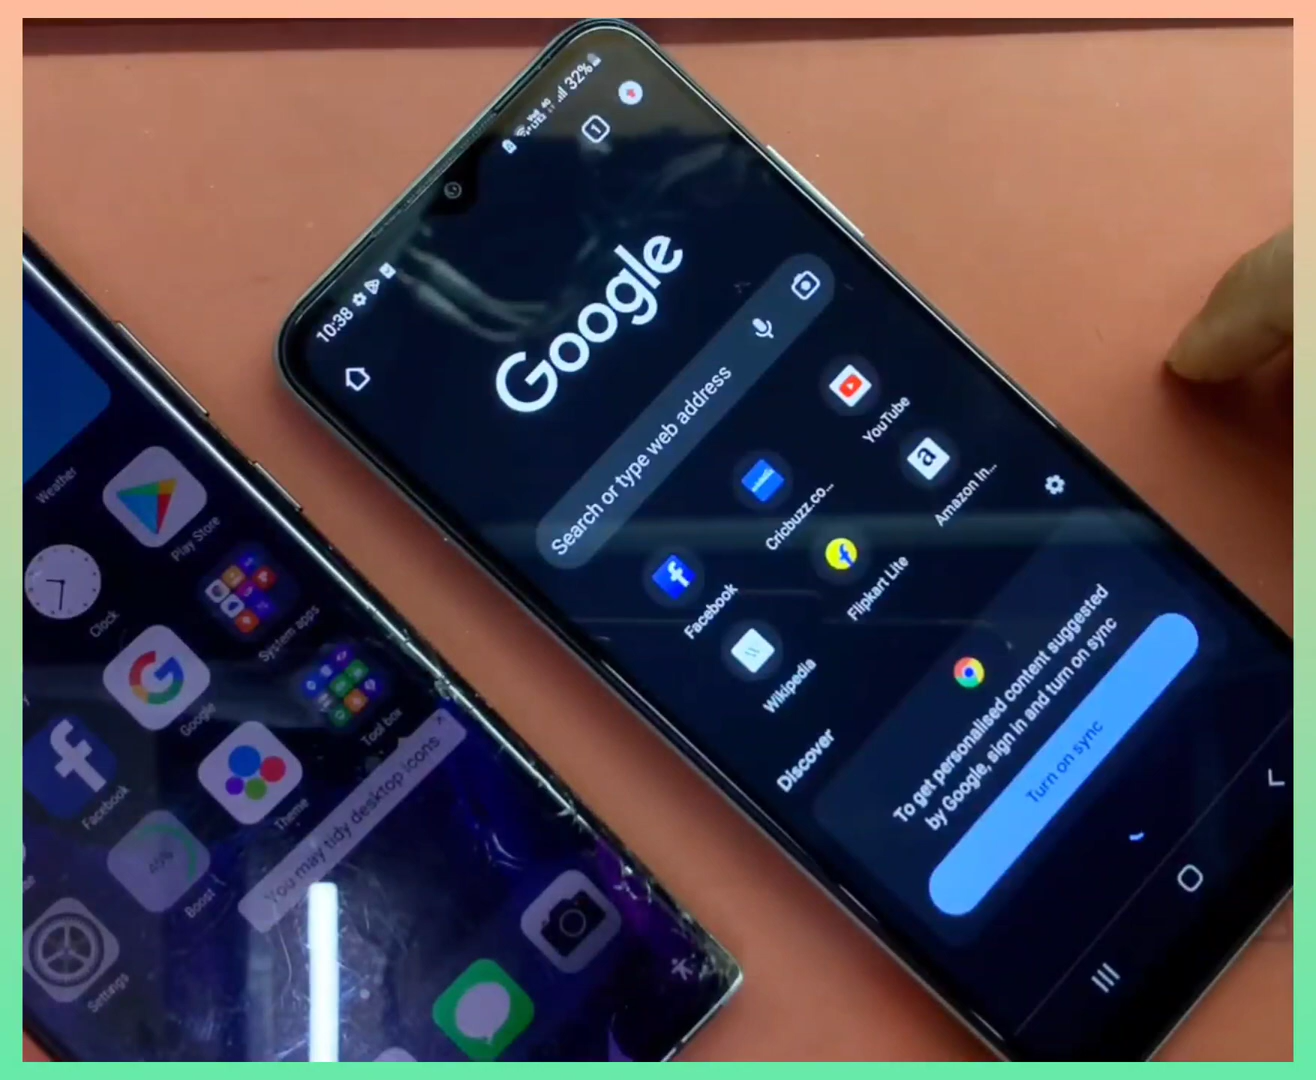 10:38
32%
1
Google
Search or type web address
Facebook
Cricbuzz.co...
YouTube
Wikipedia
Flipkart Lite
Amazon In...
Discover
To get personalised content suggested
by Google, sign in and turn on sync
Turn on sync
Weather
Play Store
Clock
System apps
Google
Tool box
Facebook
Theme
You may tidy desktop icons
45%
Boost
Settings